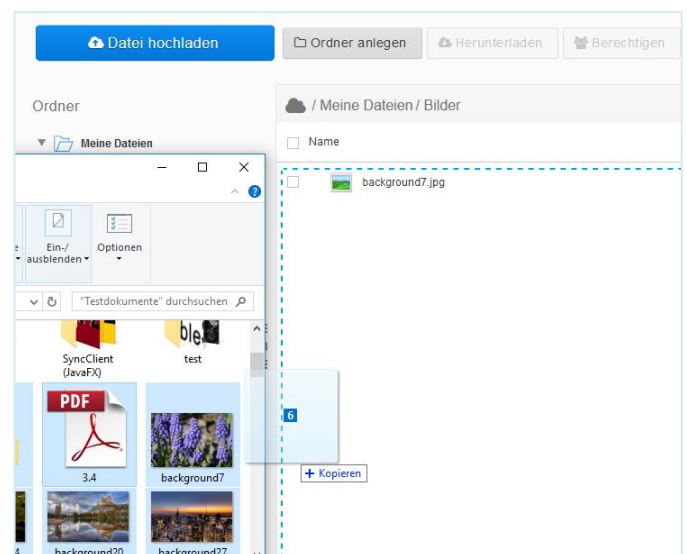 Datei hochladen
Ordner anlegen
Herunterladen
Berechtigen
Ordner
/ Meine Dateien / Bilder
Meine Dateien
Name
background7.jpg
Ein-/
ausblenden
Optionen
"Testdokumente" durchsuchen
SyncClient
(JavaFX)
test
PDF
3.4
background7
6
+ Kopieren
4
background20
background27